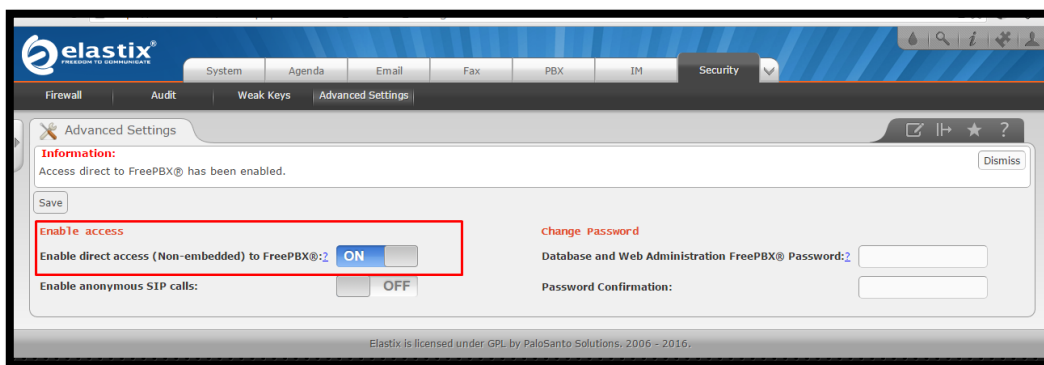 elastix®
FREEDOM TO COMMUNICATE
System Agenda Email Fax PBX IM Security
Firewall Audit Weak Keys Advanced Settings
Advanced Settings
Information:
Access direct to FreePBX® has been enabled.
Dismiss
Save
Enable access Change Password
Enable direct access (Non-embedded) to FreePBX®:? ON Database and Web Administration FreePBX® Password:?
Enable anonymous SIP calls: OFF Password Confirmation:
Elastix is licensed under GPL by PaloSanto Solutions. 2006 - 2016.